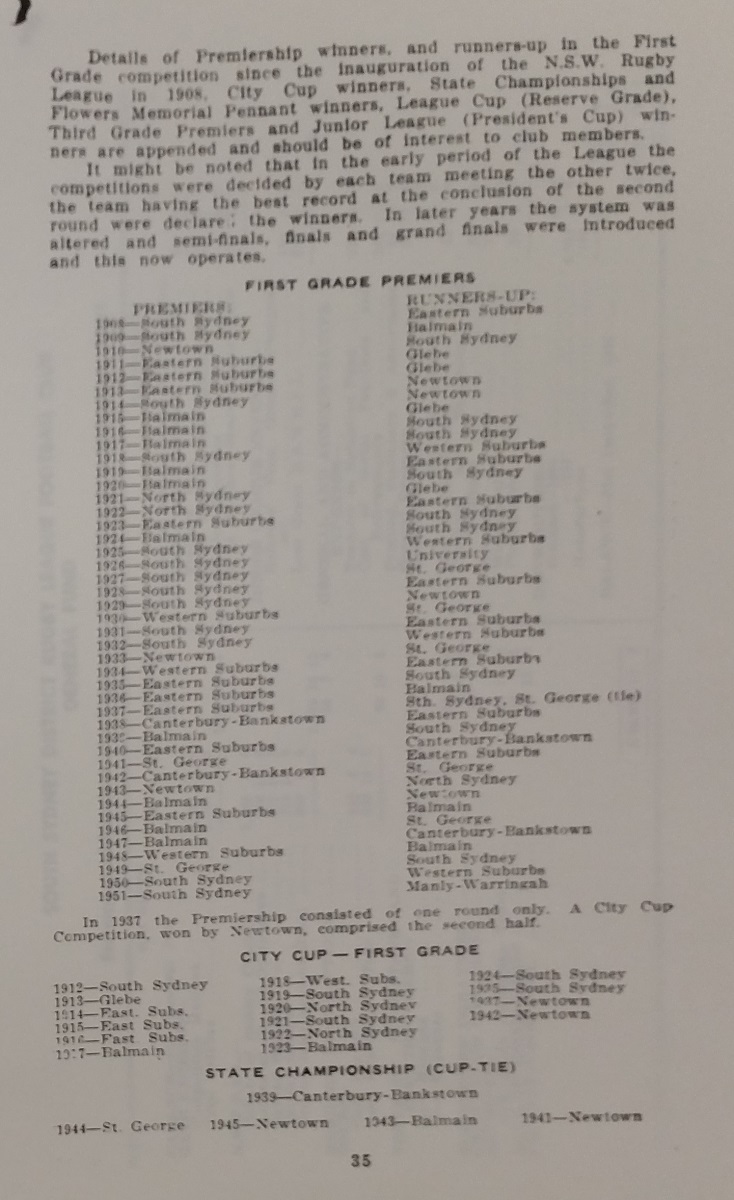 Details of Premiership winners, and runners-up in the First
Grade competition since the inauguration of the N.S.W. Rugby
League in 1908, City Cup winners, State Championships and
Flowers Memorial Pennant winners, League Cup (Reserve Grade),
Third Grade Premiers and Junior League (President's Cup) win-
ners are appended and should be of interest to club members.
It might be noted that in the early period of the League the
competitions were decided by each team meeting the other twice,
the team having the best record at the conclusion of the second
round were declare: the winners. In later years the system was
altered and semi-finals, finals and grand finals were introduced
and this now operates.
FIRST GRADE PREMIERS
PREMIERS:
1908—South Sydney
1909—South Sydney
1910—Newtown
1911—Eastern Suburbs
1912—Eastern Suburbs
1913—Eastern Suburbs
1914—South Sydney
1915—Balmain
1916—Balmain
1917—Balmain
1918—South Sydney
1919—Balmain
1920—Balmain
1921—North Sydney
1922—North Sydney
1923—Eastern Suburbs
1924—Balmain
1925—South Sydney
1926—South Sydney
1927—South Sydney
1928—South Sydney
1929—South Sydney
1930—Western Suburbs
1931—South Sydney
1932—South Sydney
1933—Newtown
1934—Western Suburbs
1935—Eastern Suburbs
1936—Eastern Suburbs
1937—Eastern Suburbs
1938—Canterbury-Bankstown
1939—Balmain
1940—Eastern Suburbs
1941—St. George
1942—Canterbury-Bankstown
1943—Newtown
1944—Balmain
1945—Eastern Suburbs
1946—Balmain
1947—Balmain
1948—Western Suburbs
1949—St. George
1950—South Sydney
1951—South Sydney
RUNNERS-UP:
Eastern Suburbs
Balmain
South Sydney
Glebe
Glebe
Newtown
Newtown
Glebe
South Sydney
South Sydney
Western Suburbs
Eastern Suburbs
South Sydney
Glebe
Eastern Suburbs
South Sydney
South Sydney
Western Suburbs
University
St. George
Eastern Suburbs
Newtown
St. George
Eastern Suburbs
Western Suburbs
St. George
Eastern Suburbs
South Sydney
Balmain
Sth. Sydney, St. George (tie)
Eastern Suburbs
South Sydney
Canterbury-Bankstown
Eastern Suburbs
St. George
North Sydney
Newtown
Balmain
St. George
Canterbury-Bankstown
Balmain
South Sydney
Western Suburbs
Manly-Warringah
In 1937 the Premiership consisted of one round only. A City Cup
Competition, won by Newtown, comprised the second half.
CITY CUP — FIRST GRADE
1912—South Sydney
1913—Glebe
1914—East. Subs.
1915—East Subs.
1916—East Subs.
1917—Balmain
1918—West. Subs.
1919—South Sydney
1920—North Sydney
1921—South Sydney
1922—North Sydney
1923—Balmain
1924—South Sydney
1925—South Sydney
1937—Newtown
1942—Newtown
STATE CHAMPIONSHIP (CUP-TIE)
1939—Canterbury-Bankstown
1944—St. George 1945—Newtown 1943—Balmain 1941—Newtown
35